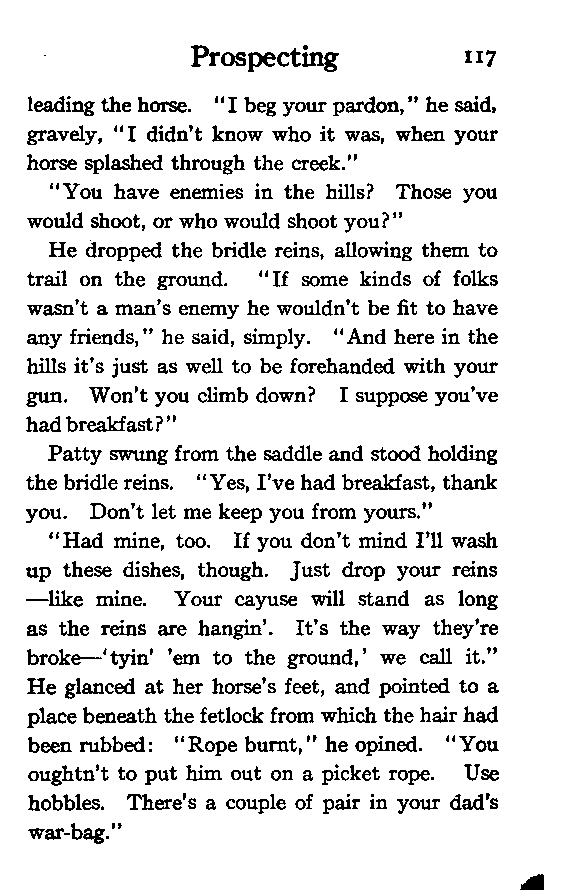 Prospecting 117
leading the horse. "I beg your pardon," he said,
gravely, "I didn't know who it was, when your
horse splashed through the creek."
"You have enemies in the hills? Those you
would shoot, or who would shoot you?"
He dropped the bridle reins, allowing them to
trail on the ground. "If some kinds of folks
wasn't a man's enemy he wouldn't be fit to have
any friends," he said, simply. "And here in the
hills it's just as well to be forehanded with your
gun. Won't you climb down? I suppose you've
had breakfast?"
Patty swung from the saddle and stood holding
the bridle reins. "Yes, I've had breakfast, thank
you. Don't let me keep you from yours."
"Had mine, too. If you don't mind I'll wash
up these dishes, though. Just drop your reins
—like mine. Your cayuse will stand as long
as the reins are hangin'. It's the way they're
broke—'tyin' 'em to the ground,' we call it."
He glanced at her horse's feet, and pointed to a
place beneath the fetlock from which the hair had
been rubbed: "Rope burnt," he opined. "You
oughtn't to put him out on a picket rope. Use
hobbles. There's a couple of pair in your dad's
war-bag."